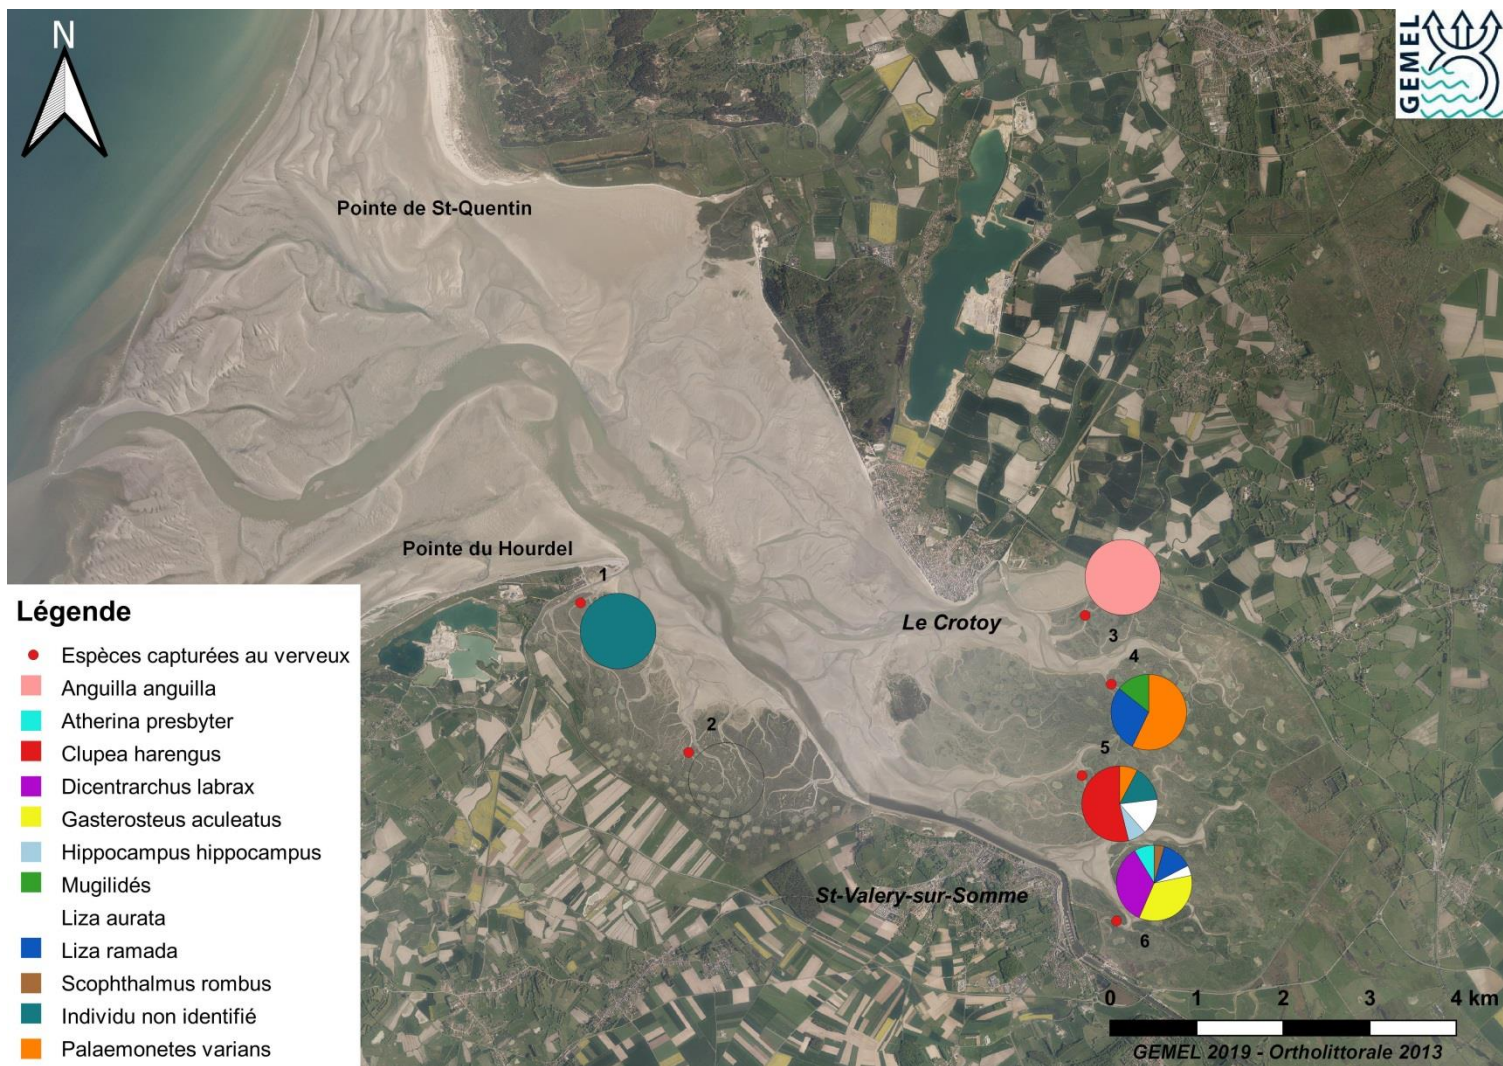 N
GEMEL
Pointe de St-Quentin
Pointe du Hourdel
1
Le Crotoy
3
4
2
5
St-Valery-sur-Somme
6
Légende
Espèces capturées au verveux
Anguilla anguilla
Atherina presbyter
Clupea harengus
Dicentrarchus labrax
Gasterosteus aculeatus
Hippocampus hippocampus
Mugilidés
Liza aurata
Liza ramada
Scophthalmus rombus
Individu non identifié
Palaemonetes varians
0 1 2 3 4 km
GEMEL 2019 - Ortholittorale 2013